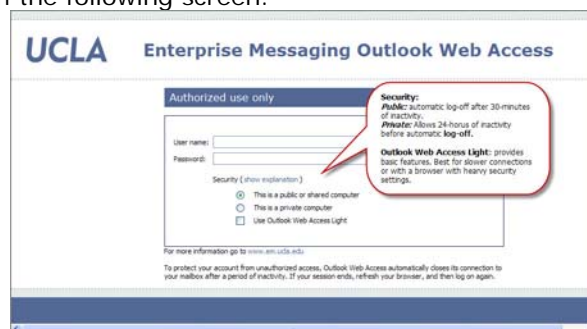 the following screen:
UCLA Enterprise Messaging Outlook Web Access
Authorized use only
Security:
Public: automatic log-off after 30-minutes
of inactivity.
Private: Allows 24-horus of inactivity
before automatic log-off.
Outlook Web Access Light: provides
basic features. Best for slower connections
or with a browser with hearvy security
settings.
User name:
Password:
Security ( show explanation )
This is a public or shared computer
This is a private computer
Use Outlook Web Access Light
For more information go to www.em.ucla.edu
To protect your account from unauthorized access, Outlook Web Access automatically closes its connection to
your mailbox after a period of inactivity. If your session ends, refresh your browser, and then log on again.